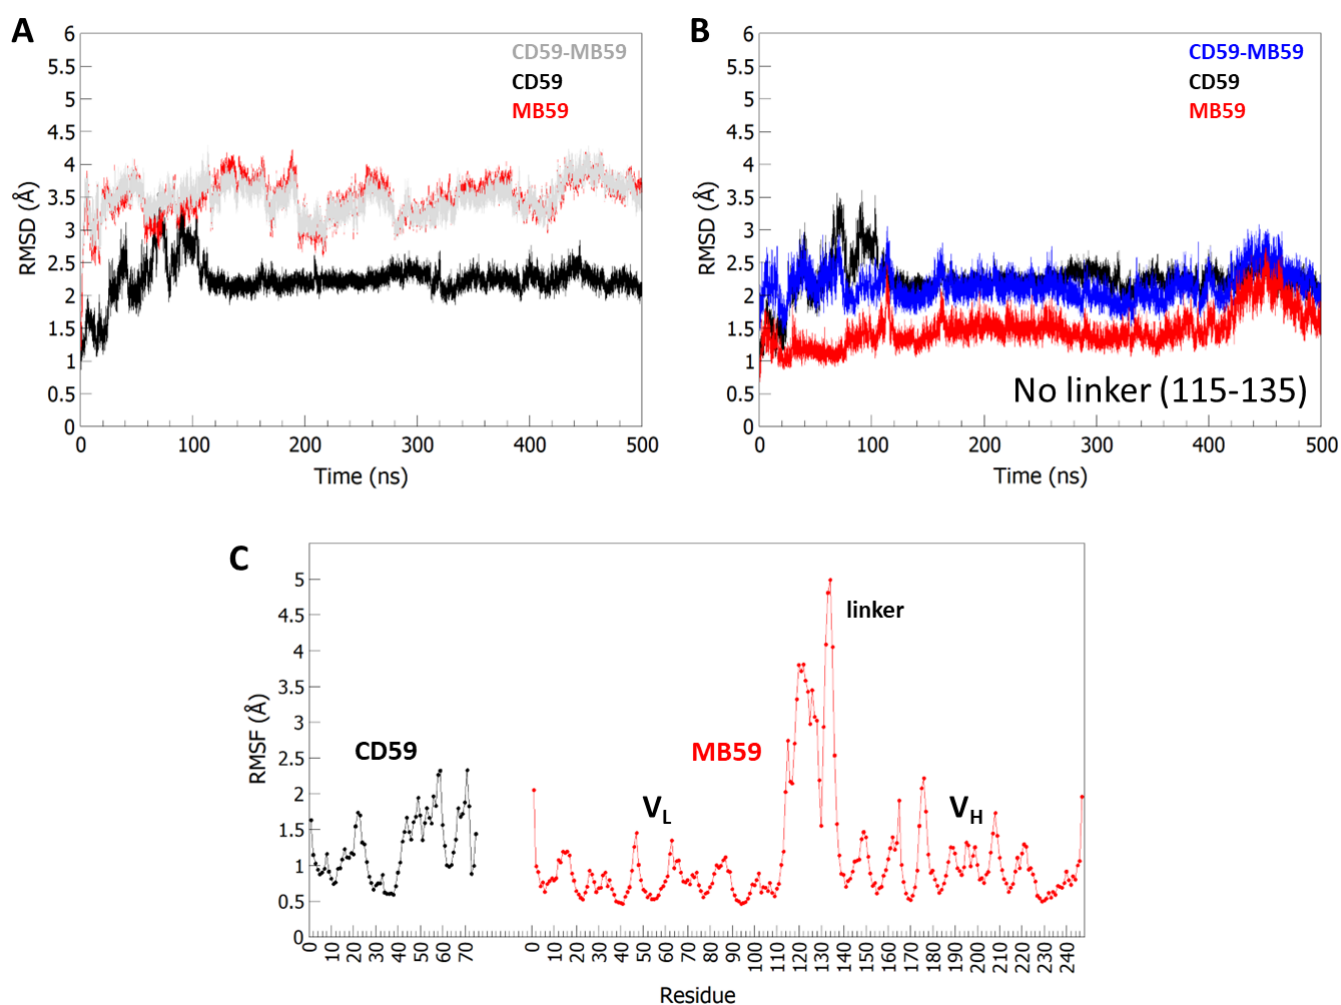 A
CD59-MB59
CD59
MB59
6
5.5
5
4.5
4
3.5
3
2.5
2
1.5
1
0.5
0
RMSD (Å)
0 100 200 300 400 500
Time (ns)
B
CD59-MB59
CD59
MB59
6
5.5
5
4.5
4
3.5
3
2.5
2
1.5
1
0.5
0
RMSD (Å)
No linker (115-135)
0 100 200 300 400 500
Time (ns)
C
5
4.5
4
3.5
3
2.5
2
1.5
1
0.5
0
RMSF (Å)
linker
CD59
MB59
VL
VH
0 10 20 30 40 50 60 70 0 10 20 30 40 50 60 70 80 90 100 110 120 130 140 150 160 170 180 190 200 210 220 230 240
Residue